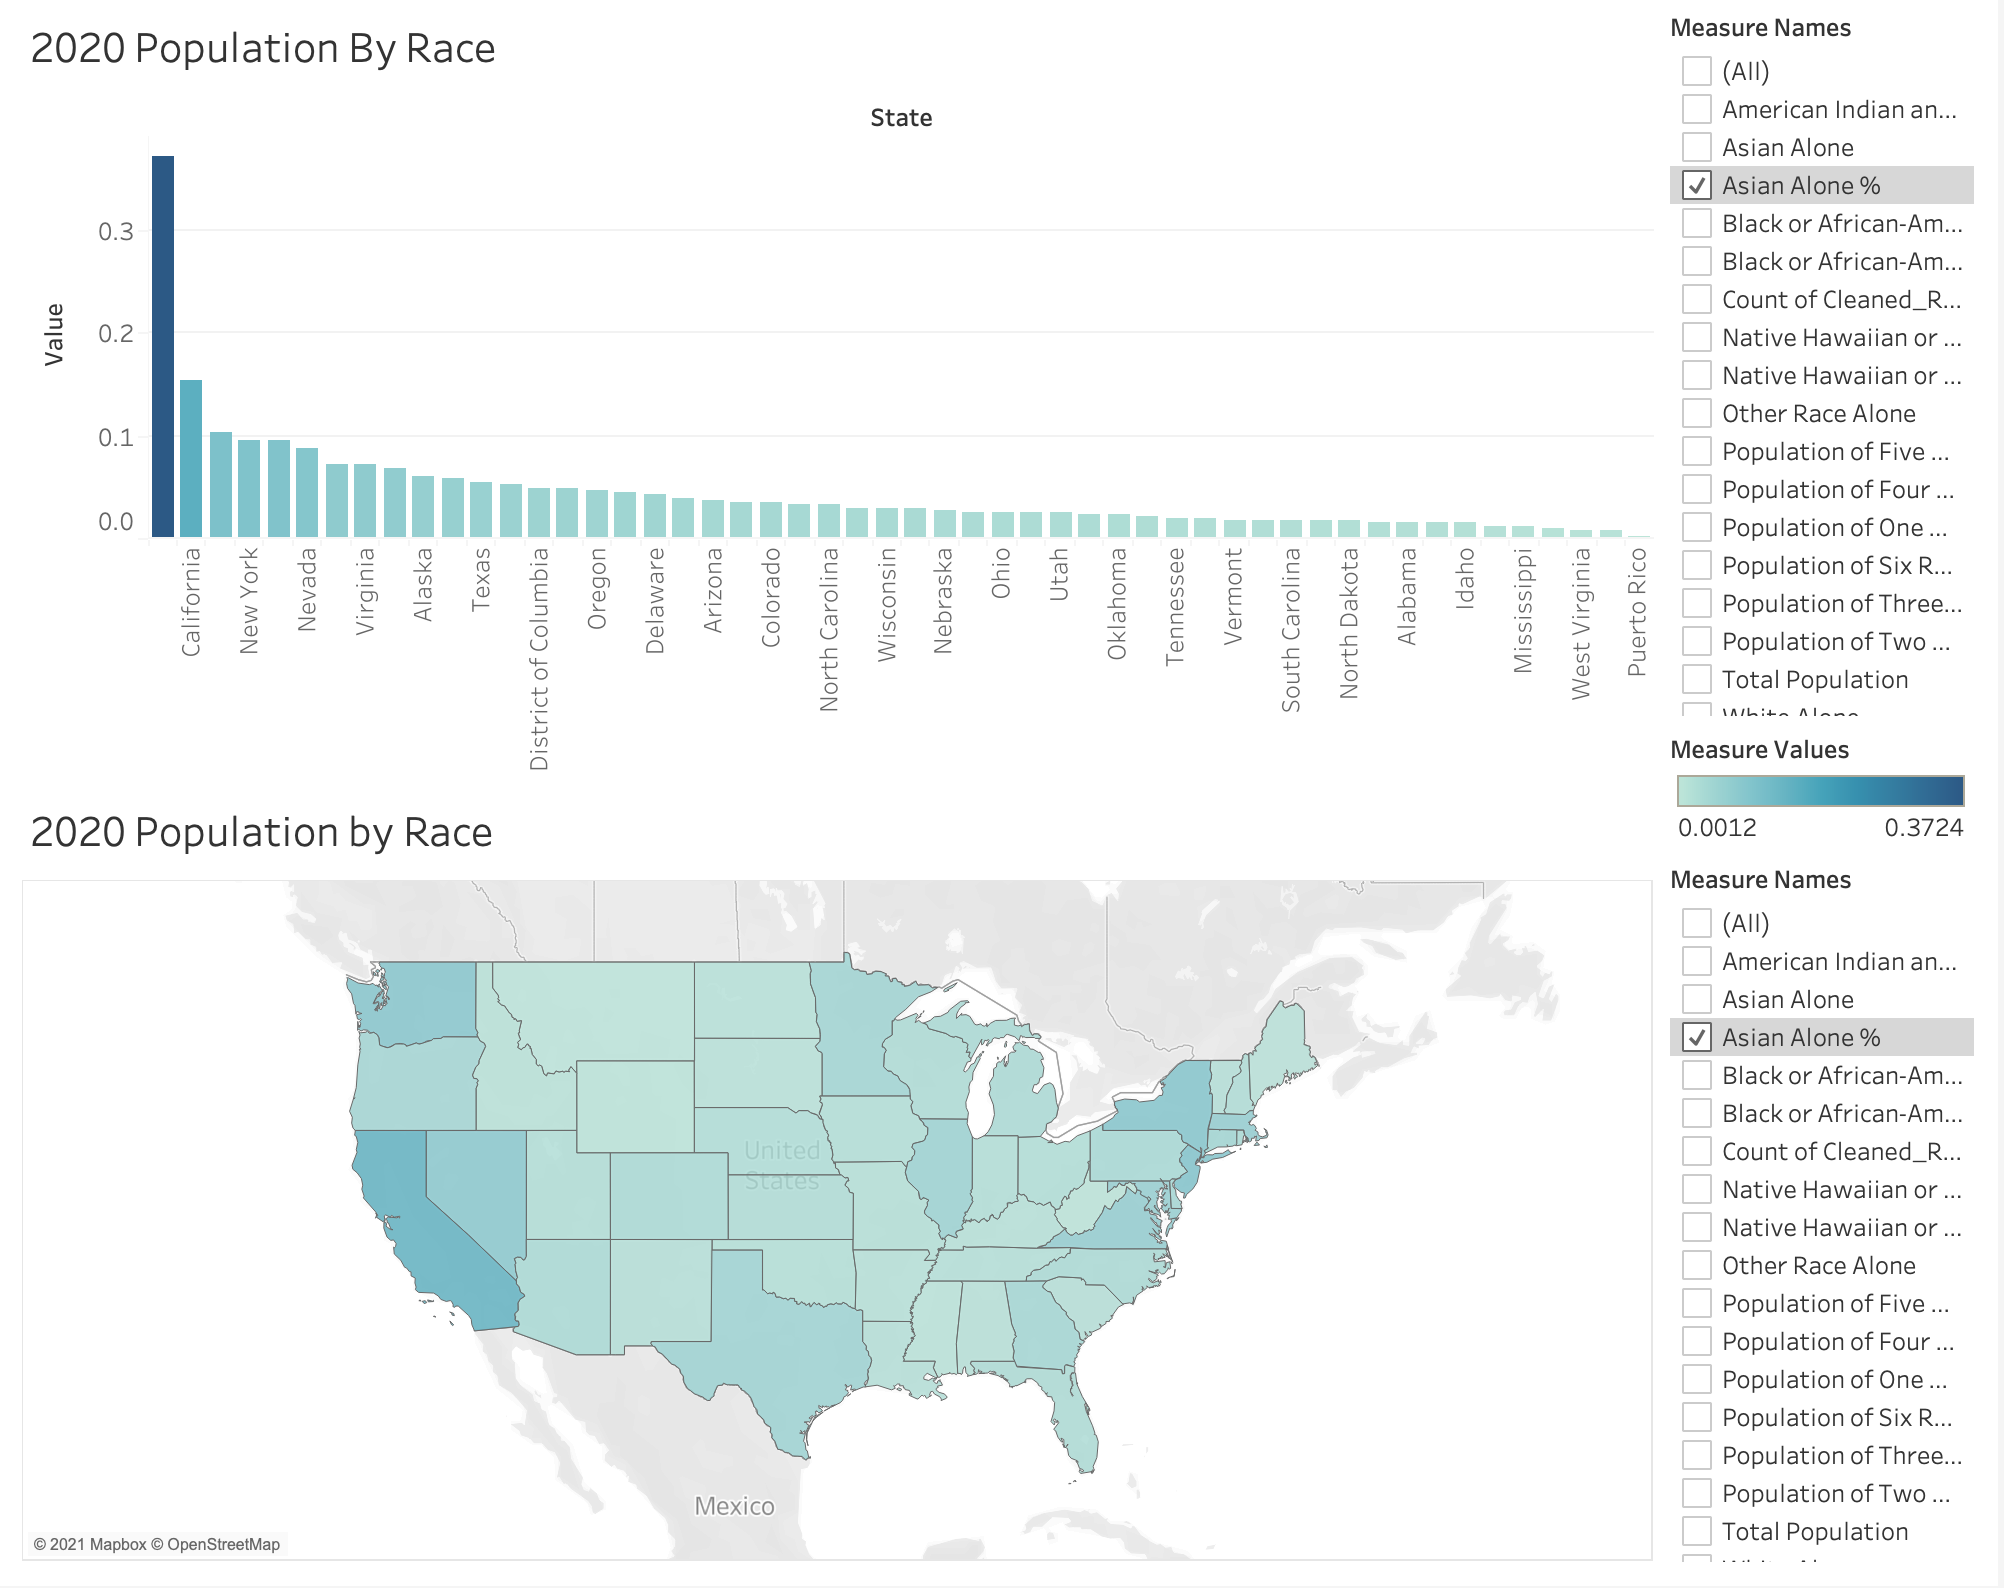 2020 Population By Race
State
Value
0.3
0.2
0.1
0.0
California
New York
Nevada
Virginia
Alaska
Texas
District of Columbia
Oregon
Delaware
Arizona
Colorado
North Carolina
Wisconsin
Nebraska
Ohio
Utah
Oklahoma
Tennessee
Vermont
South Carolina
North Dakota
Alabama
Idaho
Mississippi
West Virginia
Puerto Rico
Measure Names
(All)
American Indian an...
Asian Alone
Asian Alone %
Black or African-Am...
Black or African-Am...
Count of Cleaned_R...
Native Hawaiian or ...
Native Hawaiian or ...
Other Race Alone
Population of Five ...
Population of Four ...
Population of One ...
Population of Six R...
Population of Three...
Population of Two ...
Total Population
White Alone
Measure Values
0.0012 0.3724
2020 Population by Race
United
States
Mexico
© 2021 Mapbox © OpenStreetMap
Measure Names
(All)
American Indian an...
Asian Alone
Asian Alone %
Black or African-Am...
Black or African-Am...
Count of Cleaned_R...
Native Hawaiian or ...
Native Hawaiian or ...
Other Race Alone
Population of Five ...
Population of Four ...
Population of One ...
Population of Six R...
Population of Three...
Population of Two ...
Total Population